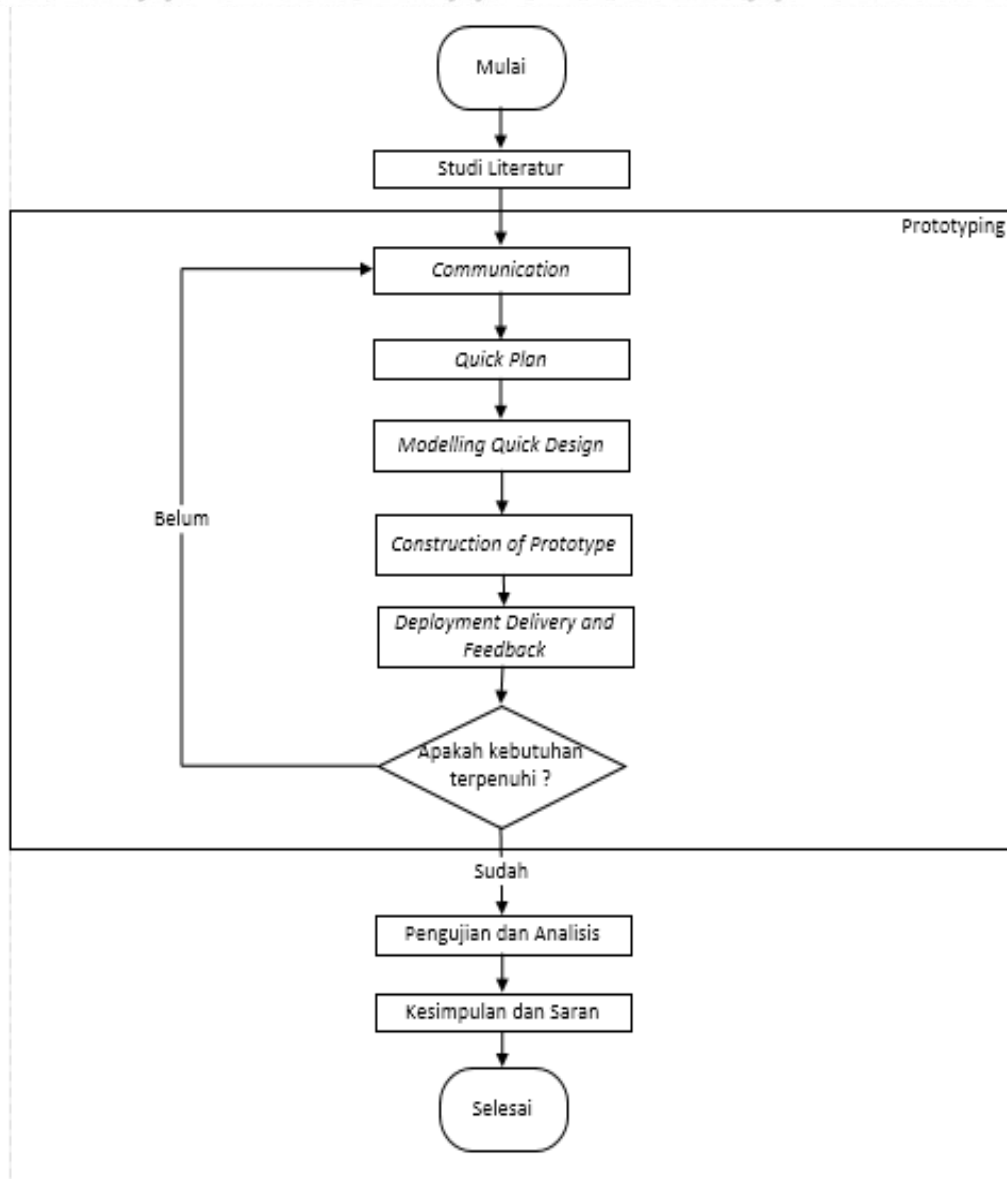 Mulai
Studi Literatur
Prototyping
Communication
Quick Plan
Modelling Quick Design
Belum
Construction of Prototype
Deployment Delivery and
Feedback
Apakah kebutuhan
terpenuhi ?
Sudah
Pengujian dan Analisis
Kesimpulan dan Saran
Selesai